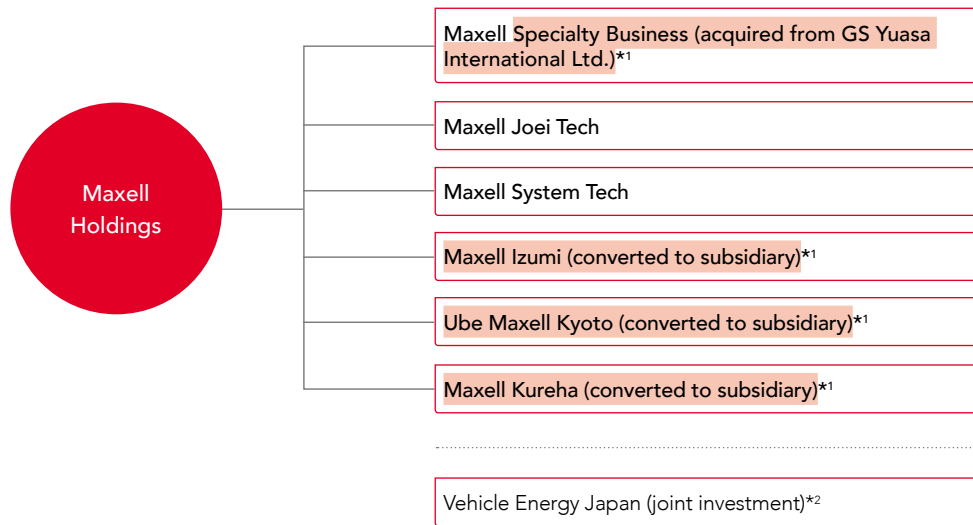 Maxell Specialty Business (acquired from GS Yuasa
International Ltd.)*1
Maxell Joei Tech
Maxell
Holdings
Maxell System Tech
Maxell Izumi (converted to subsidiary)*1
Ube Maxell Kyoto (converted to subsidiary)*1
Maxell Kureha (converted to subsidiary)*1
Vehicle Energy Japan (joint investment)*2